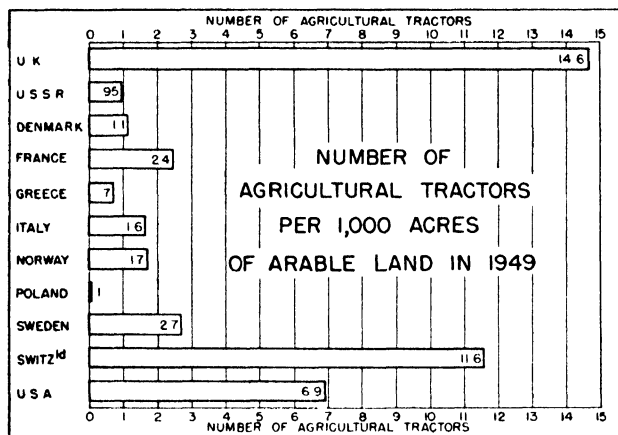 NUMBER OF AGRICULTURAL TRACTORS
0 1 2 3 4 5 6 7 8 9 10 11 12 13 14 15
U K 14 6
U S S R 95
DENMARK 1 1
FRANCE 2 4
GREECE 7
ITALY 1 6
NORWAY 1 7
POLAND 1
SWEDEN 2 7
SWITZld 11 6
U S A 6 9
NUMBER OF
AGRICULTURAL TRACTORS
PER 1,000 ACRES
OF ARABLE LAND IN 1949
0 1 2 3 4 5 6 7 8 9 10 11 12 13 14 15
NUMBER OF AGRICULTURAL TRACTORS